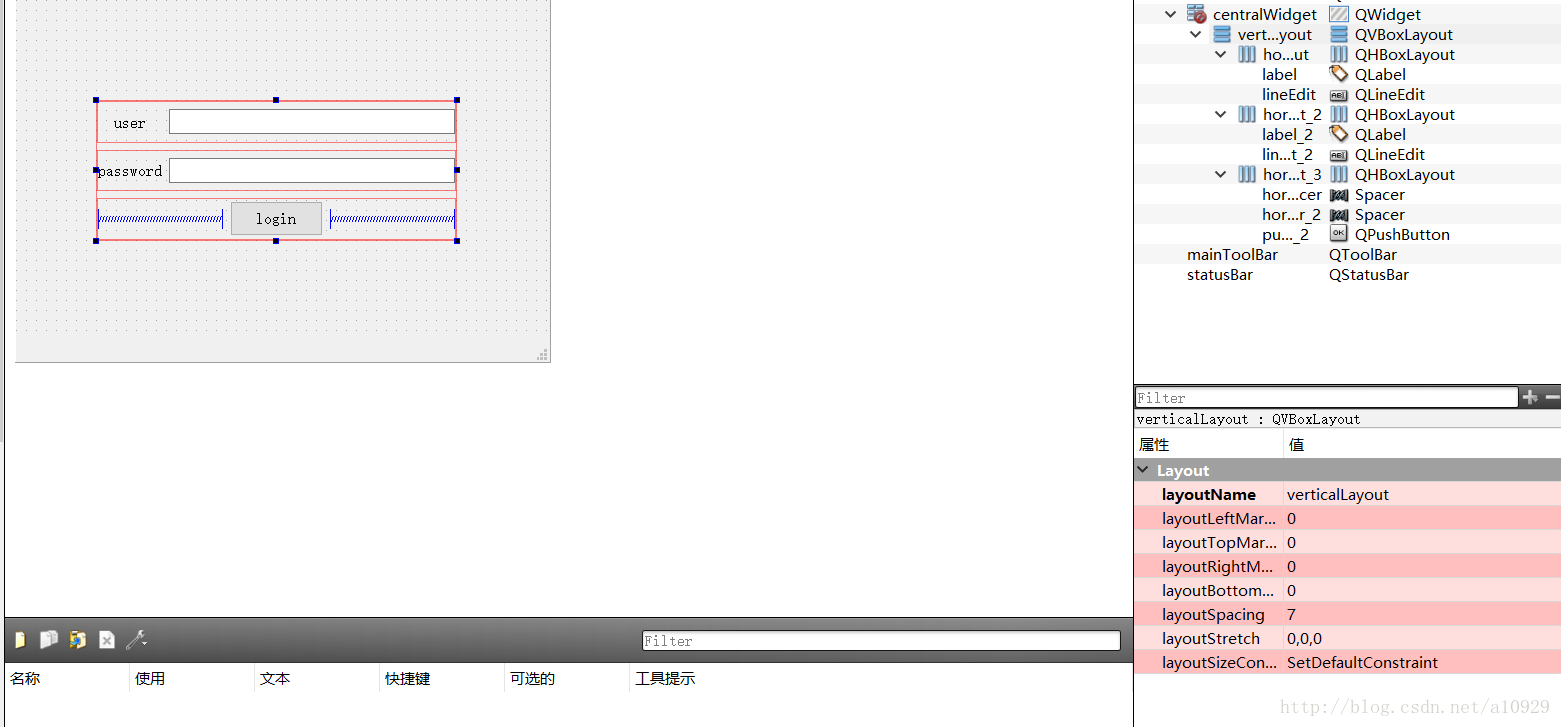 user
password
login
centralWidget QWidget
vert...yout QVBoxLayout
ho...ut QHBoxLayout
label QLabel
lineEdit QLineEdit
hor...t_2 QHBoxLayout
label_2 QLabel
lin...t_2 QLineEdit
hor...t_3 QHBoxLayout
hor...cer Spacer
hor...r_2 Spacer
pu..._2 QPushButton
mainToolBar QToolBar
statusBar QStatusBar
Filter
verticalLayout : QVBoxLayout
属性 值
Layout
layoutName verticalLayout
layoutLeftMar... 0
layoutTopMar... 0
layoutRightM... 0
layoutBottom... 0
layoutSpacing 7
layoutStretch 0,0,0
layoutSizeCon... SetDefaultConstraint
Filter
名称 使用 文本 快捷键 可选的 工具提示
http://blog.csdn.net/a10929